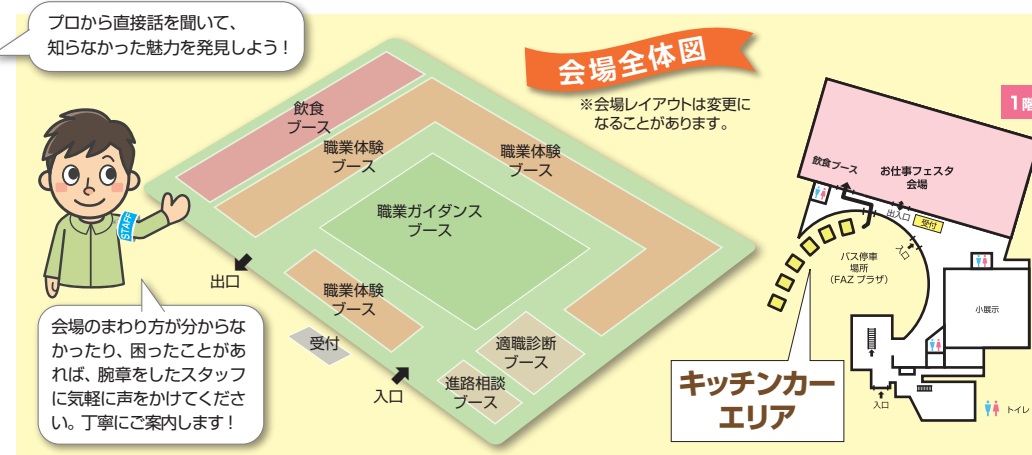 プロから直接話を聞いて、
知らなかった魅力を発見しよう！
会場全体図
※会場レイアウトは変更に
なることがあります。
飲食
ブース
職業体験
ブース
職業体験
ブース
職業ガイダンス
ブース
出口
職業体験
ブース
受付
入口
適職診断
ブース
進路相談
ブース
STAFF
会場のまわり方が分からな
かったり、困ったことがあ
れば、腕章をしたスタッフ
に気軽に声をかけてくださ
い。丁寧にご案内します！
1階
飲食ブース
お仕事フェスタ
会場
出入口
受付
入口
バス停車
場所
（FAZ プラザ）
小展示
キッチンカー
エリア
入口
トイレ